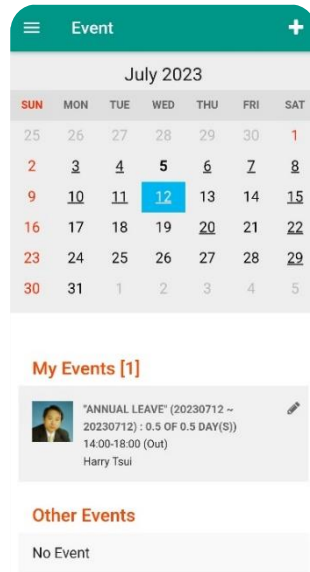 Event
July 2023
SUN MON TUE WED THU FRI SAT
25 26 27 28 29 30 1
2 3 4 5 6 7 8
9 10 11 12 13 14 15
16 17 18 19 20 21 22
23 24 25 26 27 28 29
30 31 1 2 3 4 5
My Events [1]
"ANNUAL LEAVE" (20230712 ~
20230712) : 0.5 OF 0.5 DAY(S))
14:00-18:00 (Out)
Harry Tsui
Other Events
No Event